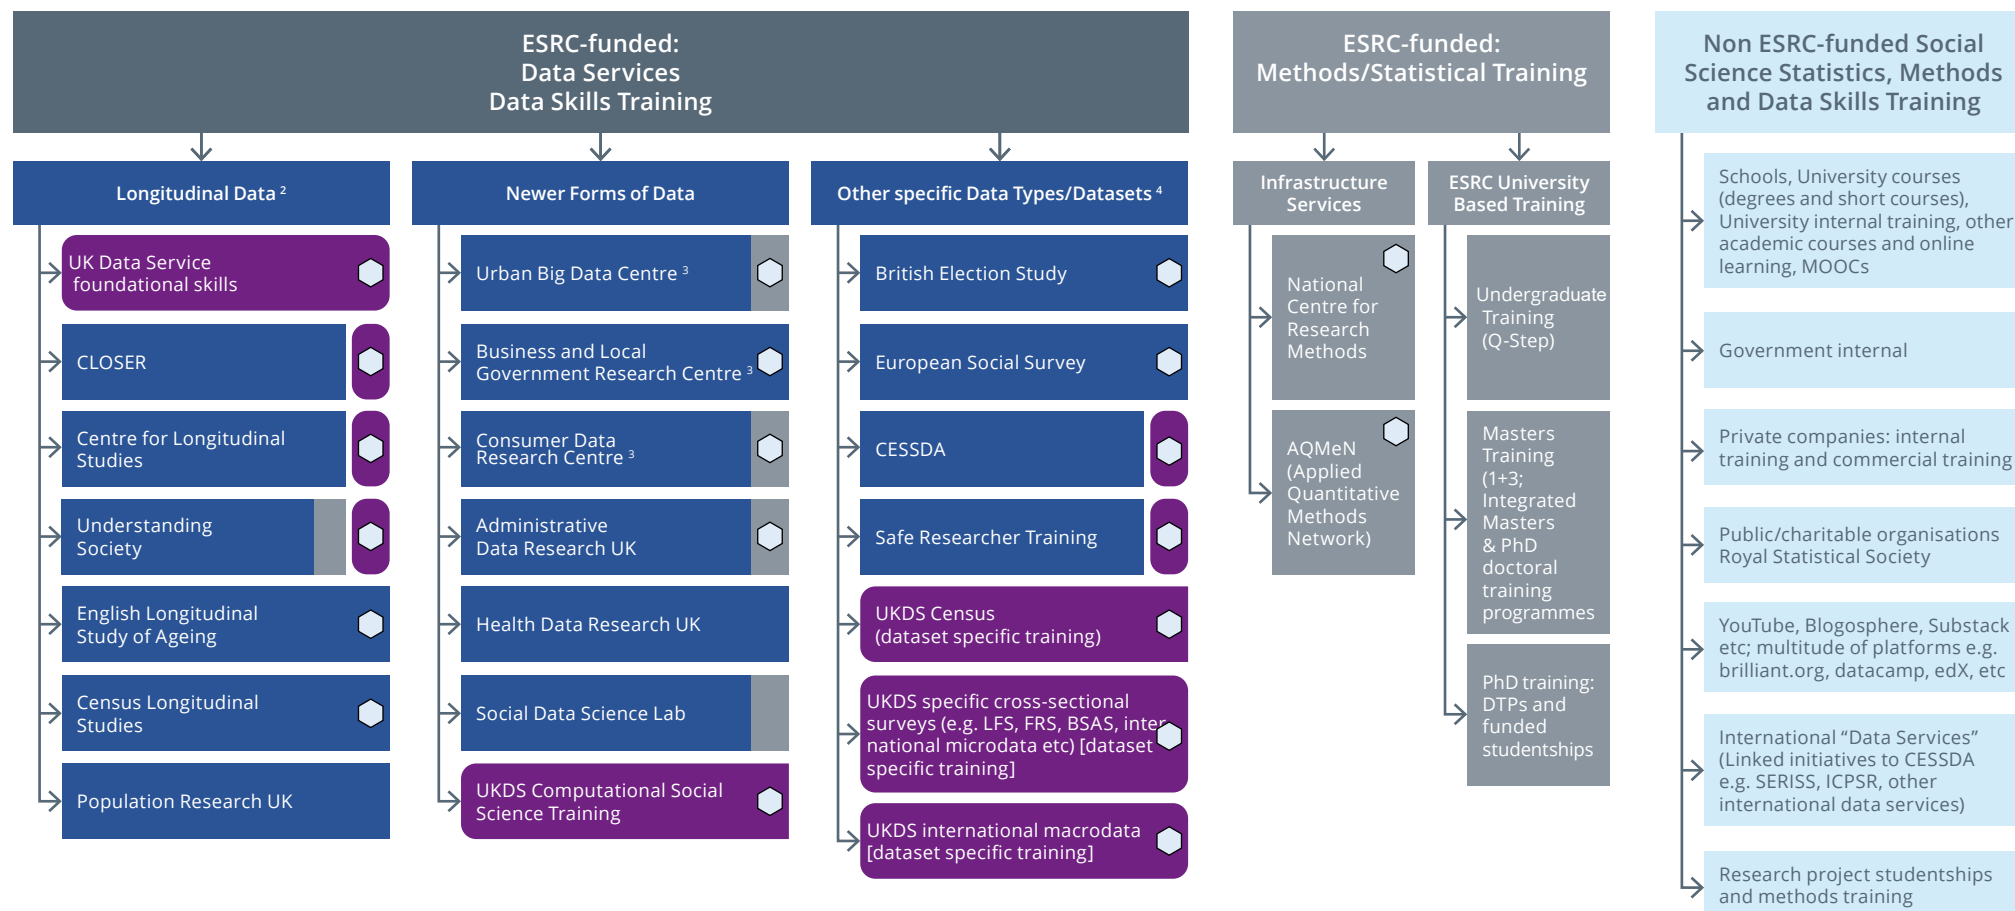 ESRC-funded:
Data Services
Data Skills Training
Longitudinal Data 2
UK Data Service
foundational skills
CLOSER
Centre for Longitudinal
Studies
Understanding
Society
English Longitudinal
Study of Ageing
Census Longitudinal
Studies
Population Research UK
Newer Forms of Data
Urban Big Data Centre 3
Business and Local
Government Research Centre 3
Consumer Data
Research Centre 3
Administrative
Data Research UK
Health Data Research UK
Social Data Science Lab
UKDS Computational Social
Science Training
Other specific Data Types/Datasets 4
British Election Study
European Social Survey
CESSDA
Safe Researcher Training
UKDS Census
(dataset specific training)
UKDS specific cross-sectional
surveys (e.g. LFS, FRS, BSAS, inter
national microdata etc) [dataset
specific training]
UKDS international macrodata
[dataset specific training]
ESRC-funded:
Methods/Statistical Training
Infrastructure
Services
National
Centre for
Research
Methods
AQMeN
(Applied
Quantitative
Methods
Network)
ESRC University
Based Training
Undergraduate
Training
(Q-Step)
Masters
Training
(1+3;
Integrated
Masters
& PhD
doctoral
training
programmes
PhD training:
DTPs and
funded
studentships
Non ESRC-funded Social
Science Statistics, Methods
and Data Skills Training
Schools, University courses
(degrees and short courses),
University internal training, other
academic courses and online
learning, MOOCs
Government internal
Private companies: internal
training and commercial training
Public/charitable organisations
Royal Statistical Society
YouTube, Blogosphere, Substack
etc; multitude of platforms e.g.
brilliant.org, datacamp, edX, etc
International “Data Services”
(Linked initiatives to CESSDA
e.g. SERISS, ICPSR, other
international data services)
Research project studentships
and methods training